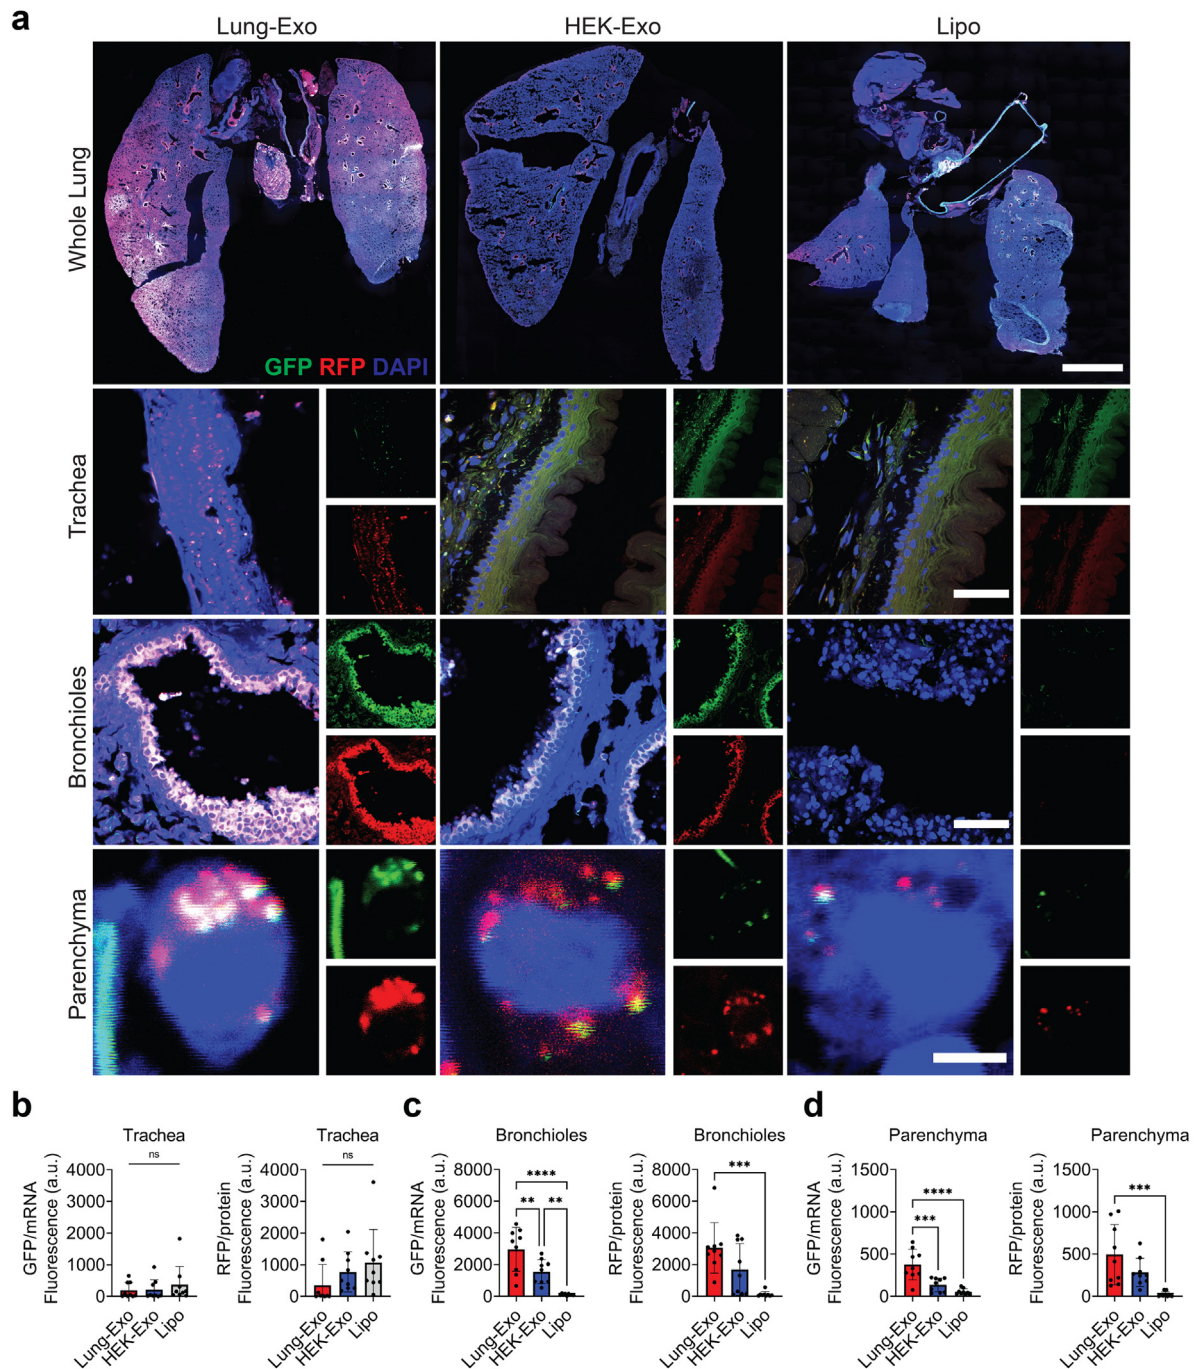 a
Lung-Exo HEK-Exo Lipo
Whole Lung
GFP RFP DAPI
Trachea
Bronchioles
Parenchyma
b
Trachea
GFP/mRNA
Fluorescence (a.u.)
4000
3000
2000
1000
0
ns
Lung-Exo
HEK-Exo
Lipo
Trachea
RFP/protein
Fluorescence (a.u.)
4000
3000
2000
1000
0
ns
Lung-Exo
HEK-Exo
Lipo
c
Bronchioles
GFP/mRNA
Fluorescence (a.u.)
8000
6000
4000
2000
0
****
** **
Lung-Exo
HEK-Exo
Lipo
Bronchioles
RFP/protein
Fluorescence (a.u.)
8000
6000
4000
2000
0
***
Lung-Exo
HEK-Exo
Lipo
d
Parenchyma
GFP/mRNA
Fluorescence (a.u.)
1500
1000
500
0
****
***
Lung-Exo
HEK-Exo
Lipo
Parenchyma
RFP/protein
Fluorescence (a.u.)
1500
1000
500
0
***
Lung-Exo
HEK-Exo
Lipo